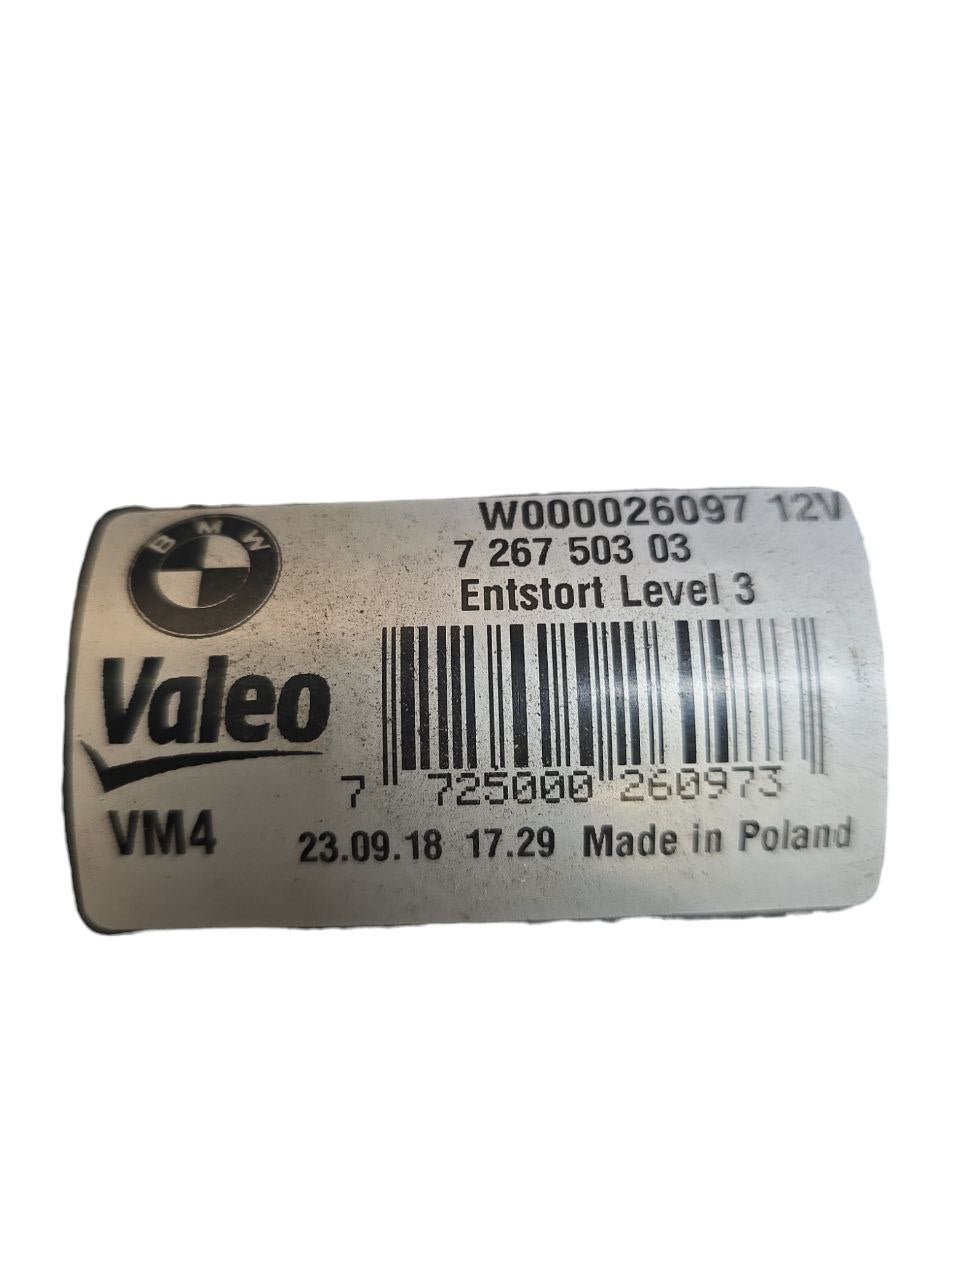 BMW
W000026097 12V
7 267 503 03
Entstort Level 3
Valeo
7 725000 260973
VM4
23.09.18 17.29 Made in Poland